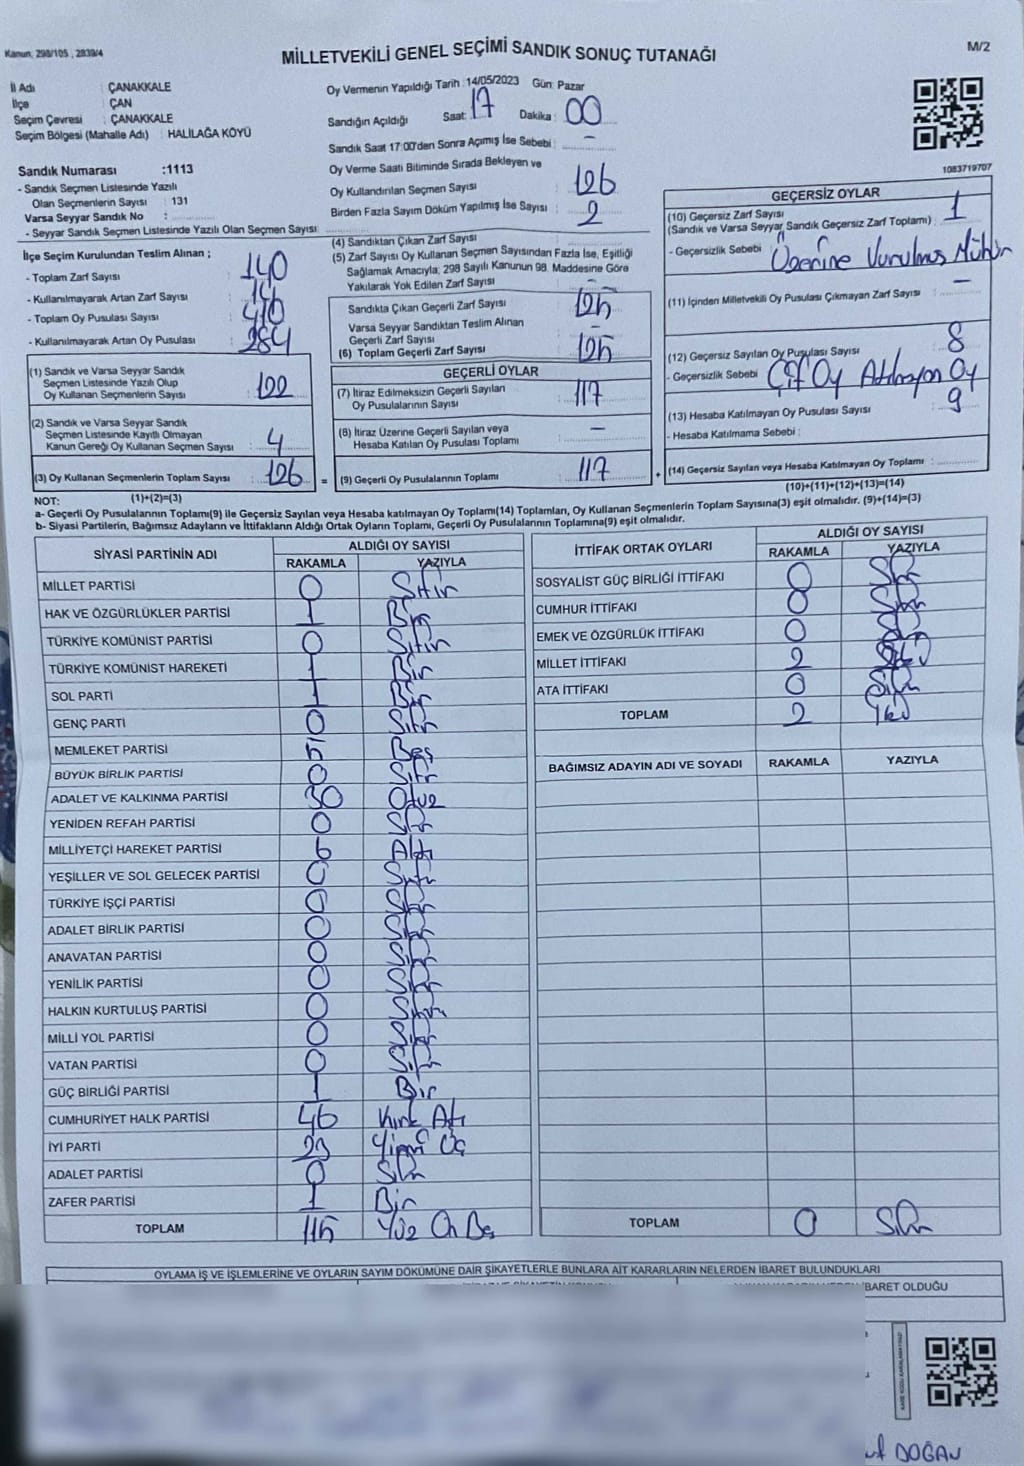 Kanun: 298/105 , 2839/4
MİLLETVEKİLİ GENEL SEÇİMİ SANDIK SONUÇ TUTANAĞI
M/2
İl Adı : ÇANAKKALE
İlçe : ÇAN
Seçim Çevresi : ÇANAKKALE
Seçim Bölgesi (Mahalle Adı) : HALİLAĞA KÖYÜ
Sandık Numarası :1113
- Sandık Seçmen Listesinde Yazılı
Olan Seçmenlerin Sayısı : 131
Varsa Seyyar Sandık No :
- Seyyar Sandık Seçmen Listesinde Yazılı Olan Seçmen Sayısı:
Oy Vermenin Yapıldığı Tarih :14/05/2023 Gün: Pazar
Sandığın Açıldığı Saat: 17 Dakika : 00
Sandık Saat 17:00'den Sonra Açımış İse Sebebi : -
Oy Verme Saati Bitiminde Sırada Bekleyen ve
Oy Kullandırılan Seçmen Sayısı 126
Birden Fazla Sayım Döküm Yapılmış İse Sayısı 2
1083719707
İlçe Seçim Kurulundan Teslim Alınan ;
- Toplam Zarf Sayısı 140
- Kullanılmayarak Artan Zarf Sayısı 14
- Toplam Oy Pusulası Sayısı 410
- Kullanılmayarak Artan Oy Pusulası 284
(1) Sandık ve Varsa Seyyar Sandık
Seçmen Listesinde Yazılı Olup
Oy Kullanan Seçmenlerin Sayısı : 122
(2) Sandık ve Varsa Seyyar Sandık
Seçmen Listesinde Kayıtlı Olmayan
Kanun Gereği Oy Kullanan Seçmen Sayısı : 4
(3) Oy Kullanan Seçmenlerin Toplam Sayısı : 126
(4) Sandıktan Çıkan Zarf Sayısı
(5) Zarf Sayısı Oy Kullanan Seçmen Sayısından Fazla İse, Eşitliği
Sağlamak Amacıyla; 298 Sayılı Kanunun 98. Maddesine Göre
Yakılarak Yok Edilen Zarf Sayısı -
Sandıkta Çıkan Geçerli Zarf Sayısı 125
Varsa Seyyar Sandıktan Teslim Alınan
Geçerli Zarf Sayısı -
(6) Toplam Geçerli Zarf Sayısı 125
GEÇERLİ OYLAR
(7) İtiraz Edilmeksizin Geçerli Sayılan
Oy Pusulalarının Sayısı 117
(8) İtiraz Üzerine Geçerli Sayılan veya
Hesaba Katılan Oy Pusulası Toplamı -
= (9) Geçerli Oy Pusulalarının Toplamı 117
GEÇERSİZ OYLAR
(10) Geçersiz Zarf Sayısı 1
(Sandık ve Varsa Seyyar Sandık Geçersiz Zarf Toplamı) :
- Geçersizlik Sebebi : Üzerine Vurulmuş Mühür
(11) İçinden Milletvekili Oy Pusulası Çıkmayan Zarf Sayısı : -
(12) Geçersiz Sayılan Oy Pusulası Sayısı 8
- Geçersizlik Sebebi : Çift Oy Atılmayan Oy
(13) Hesaba Katılmayan Oy Pusulası Sayısı 9
- Hesaba Katılmama Sebebi :
+ (14) Geçersiz Sayılan veya Hesaba Katılmayan Oy Toplamı :
NOT: (1)+(2)=(3)
(10)+(11)+(12)+(13)=(14)
a- Geçerli Oy Pusulalarının Toplamı(9) ile Geçersiz Sayılan veya Hesaba katılmayan Oy Toplamı(14) Toplamları, Oy Kullanan Seçmenlerin Toplam Sayısına(3) eşit olmalıdır. (9)+(14)=(3)
b- Siyasi Partilerin, Bağımsız Adayların ve İttifakların Aldığı Ortak Oyların Toplamı, Geçerli Oy Pusulalarının Toplamına(9) eşit olmalıdır.
SİYASİ PARTİNİN ADI ALDIĞI OY SAYISI
RAKAMLA YAZIYLA
MİLLET PARTİSİ 0 Sıfır
HAK VE ÖZGÜRLÜKLER PARTİSİ 1 Bir
TÜRKİYE KOMÜNİST PARTİSİ 0 Sıfır
TÜRKİYE KOMÜNİST HAREKETİ 1 Bir
SOL PARTİ 1 Bir
GENÇ PARTİ 0 Sıfır
MEMLEKET PARTİSİ 5 Beş
BÜYÜK BİRLİK PARTİSİ 0 Sıfır
ADALET VE KALKINMA PARTİSİ 30 Otuz
YENİDEN REFAH PARTİSİ 0 Sıfır
MİLLİYETÇİ HAREKET PARTİSİ 6 Altı
YEŞİLLER VE SOL GELECEK PARTİSİ 0 Sıfır
TÜRKİYE İŞÇİ PARTİSİ 0 Sıfır
ADALET BİRLİK PARTİSİ 0 Sıfır
ANAVATAN PARTİSİ 0 Sıfır
YENİLİK PARTİSİ 0 Sıfır
HALKIN KURTULUŞ PARTİSİ 0 Sıfır
MİLLİ YOL PARTİSİ 0 Sıfır
VATAN PARTİSİ 0 Sıfır
GÜÇ BİRLİĞİ PARTİSİ 1 Bir
CUMHURİYET HALK PARTİSİ 46 Kırk Altı
İYİ PARTİ 23 Yirmi Üç
ADALET PARTİSİ 0 Sıfır
ZAFER PARTİSİ 1 Bir
TOPLAM 115 Yüz On Beş
İTTİFAK ORTAK OYLARI ALDIĞI OY SAYISI
RAKAMLA YAZIYLA
SOSYALİST GÜÇ BİRLİĞİ İTTİFAKI 0 Sıfır
CUMHUR İTTİFAKI 0 Sıfır
EMEK VE ÖZGÜRLÜK İTTİFAKI 0 Sıfır
MİLLET İTTİFAKI 2 İki
ATA İTTİFAKI 0 Sıfır
TOPLAM 2 İki
BAĞIMSIZ ADAYIN ADI VE SOYADI RAKAMLA YAZIYLA
TOPLAM 0 Sıfır
OYLAMA İŞ VE İŞLEMLERİNE VE OYLARIN SAYIM DÖKÜMÜNE DAİR ŞİKAYETLERLE BUNLARA AİT KARARLARIN NELERDEN İBARET BULUNDUKLARI
İBARET OLDUĞU
DOĞAN